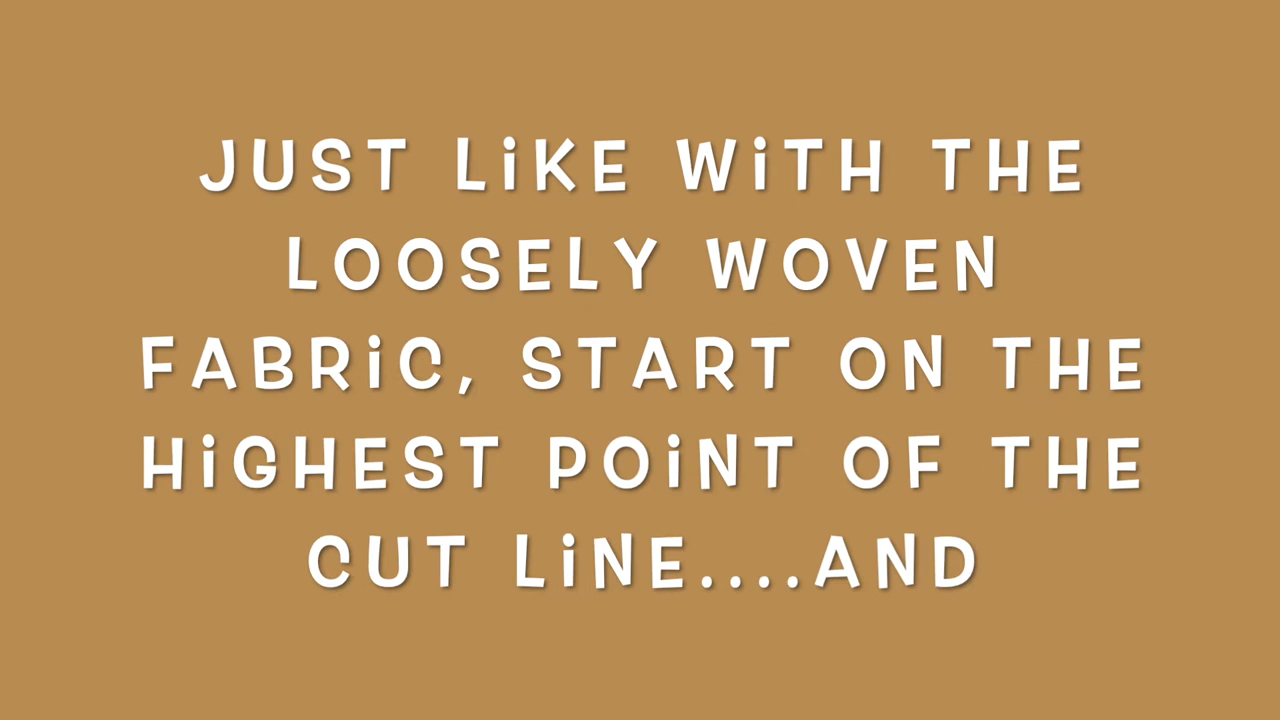 JUST LiKE WiTH THE
LOOSELY WOVEN
FABRiC, START ON THE
HiGHEST POiNT OF THE
CUT LiNE....AND